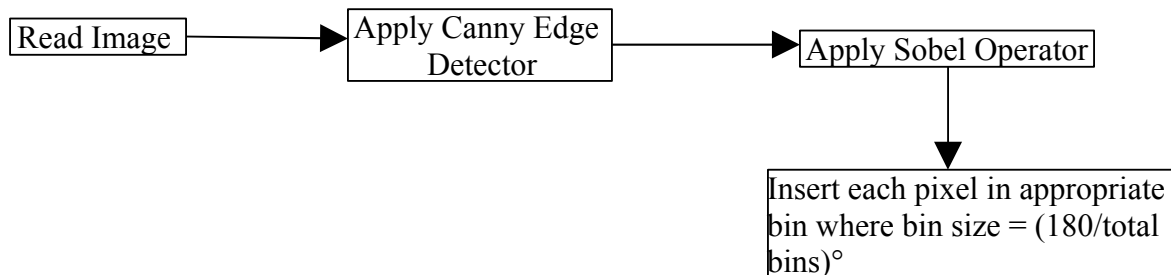 Read Image
Apply Canny Edge
Detector
Apply Sobel Operator
Insert each pixel in appropriate
bin where bin size = (180/total
bins)°